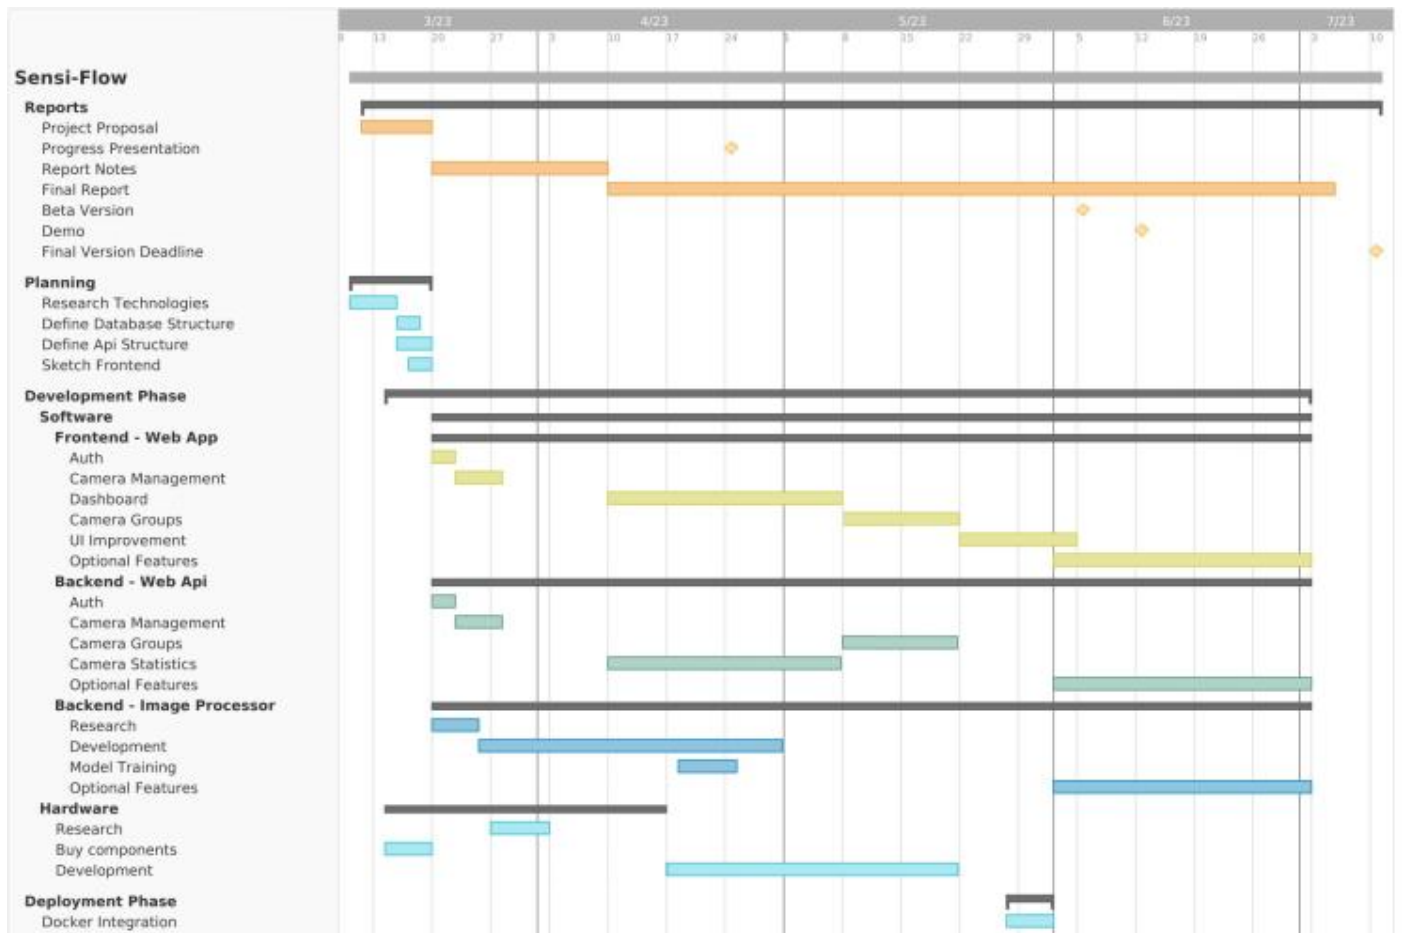 3/23 4/23 5/23 6/23 7/23
13 20 27 3 10 17 24 1 8 15 22 29 5 12 19 26 3 10
Sensi-Flow
Reports
Project Proposal
Progress Presentation
Report Notes
Final Report
Beta Version
Demo
Final Version Deadline
Planning
Research Technologies
Define Database Structure
Define Api Structure
Sketch Frontend
Development Phase
Software
Frontend - Web App
Auth
Camera Management
Dashboard
Camera Groups
UI Improvement
Optional Features
Backend - Web Api
Auth
Camera Management
Camera Groups
Camera Statistics
Optional Features
Backend - Image Processor
Research
Development
Model Training
Optional Features
Hardware
Research
Buy components
Development
Deployment Phase
Docker Integration